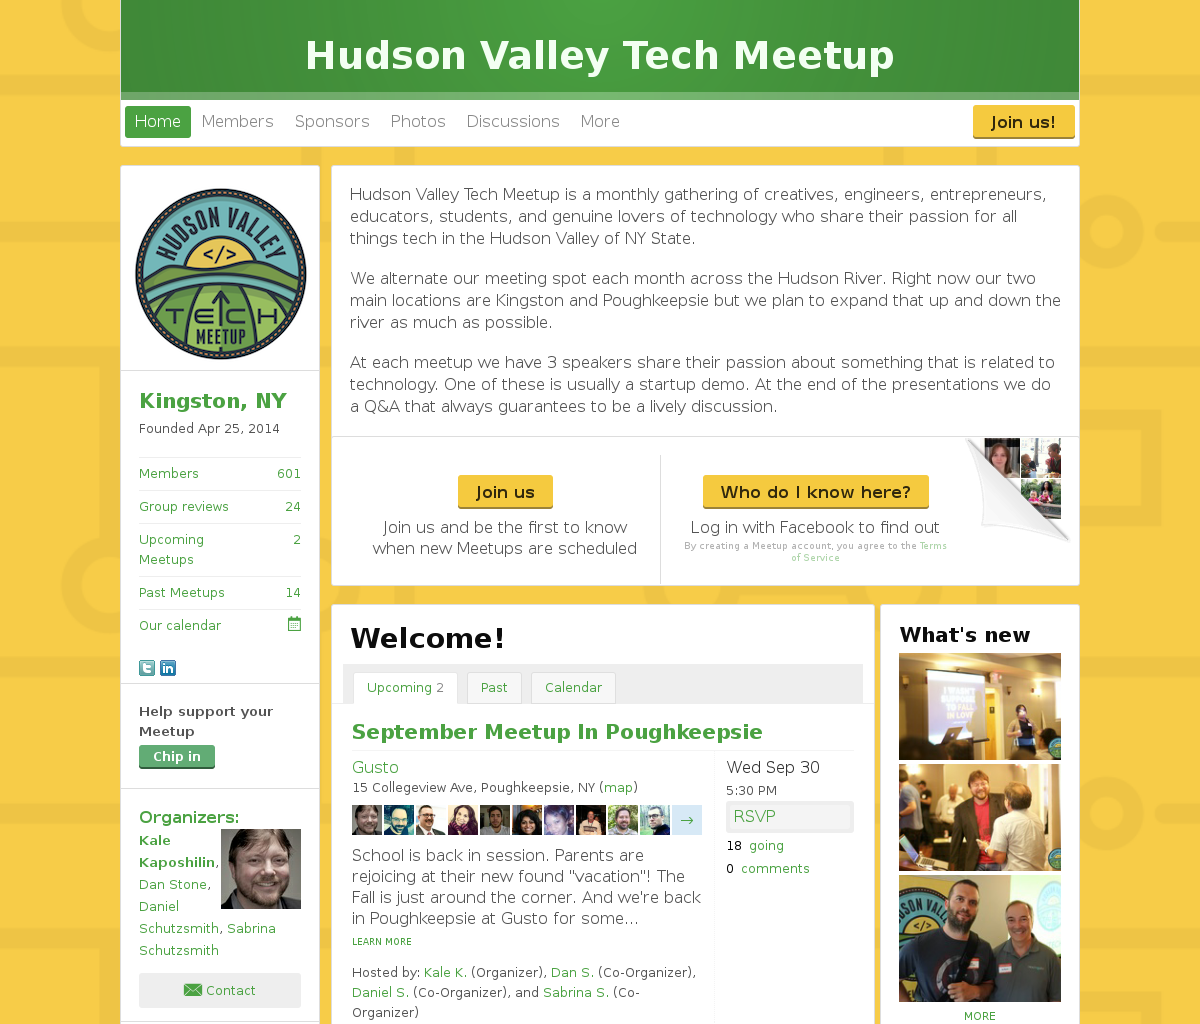 Hudson Valley Tech Meetup
Home Members Sponsors Photos Discussions More Join us!
HUDSON VALLEY
</>
TECH
MEETUP
Kingston, NY
Founded Apr 25, 2014
Members 601
Group reviews 24
Upcoming 2
Meetups
Past Meetups 14
Our calendar
Help support your
Meetup
Chip in
Organizers:
Kale
Kaposhilin,
Dan Stone,
Daniel
Schutzsmith, Sabrina
Schutzsmith
Contact
Hudson Valley Tech Meetup is a monthly gathering of creatives, engineers, entrepreneurs,
educators, students, and genuine lovers of technology who share their passion for all
things tech in the Hudson Valley of NY State.
We alternate our meeting spot each month across the Hudson River. Right now our two
main locations are Kingston and Poughkeepsie but we plan to expand that up and down the
river as much as possible.
At each meetup we have 3 speakers share their passion about something that is related to
technology. One of these is usually a startup demo. At the end of the presentations we do
a Q&A that always guarantees to be a lively discussion.
Join us
Join us and be the first to know
when new Meetups are scheduled
Who do I know here?
Log in with Facebook to find out
By creating a Meetup account, you agree to the Terms
of Service
Welcome!
Upcoming 2 Past Calendar
September Meetup In Poughkeepsie
Gusto
15 Collegeview Ave, Poughkeepsie, NY (map)
→
School is back in session. Parents are
rejoicing at their new found "vacation"! The
Fall is just around the corner. And we're back
in Poughkeepsie at Gusto for some...
LEARN MORE
Hosted by: Kale K. (Organizer), Dan S. (Co-Organizer),
Daniel S. (Co-Organizer), and Sabrina S. (Co-
Organizer)
Wed Sep 30
5:30 PM
RSVP
18 going
0 comments
What's new
I WASN'T
SUPPOSED
TO FALL
IN LOVE
HUDSON VALLEY
MORE